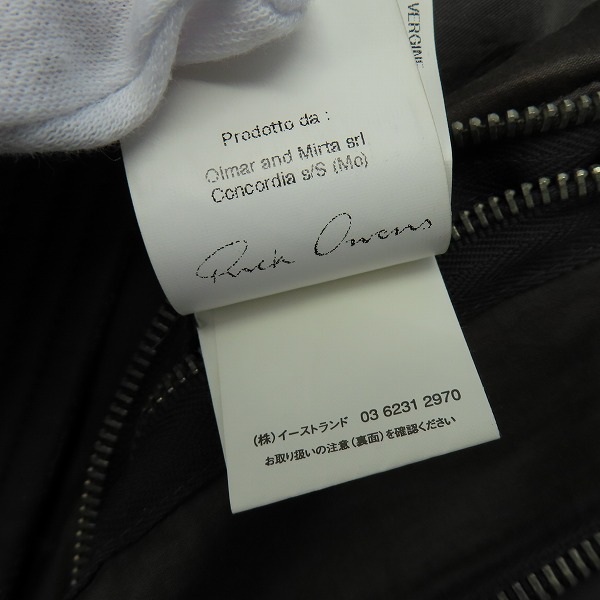 VERGINE
Prodotto da :
Olmar and Mirta srl
Concordia s/S (Mo)
Rick Owens
(株)イーストランド 03 6231 2970
お取り扱いの注意(裏面)を確認ください